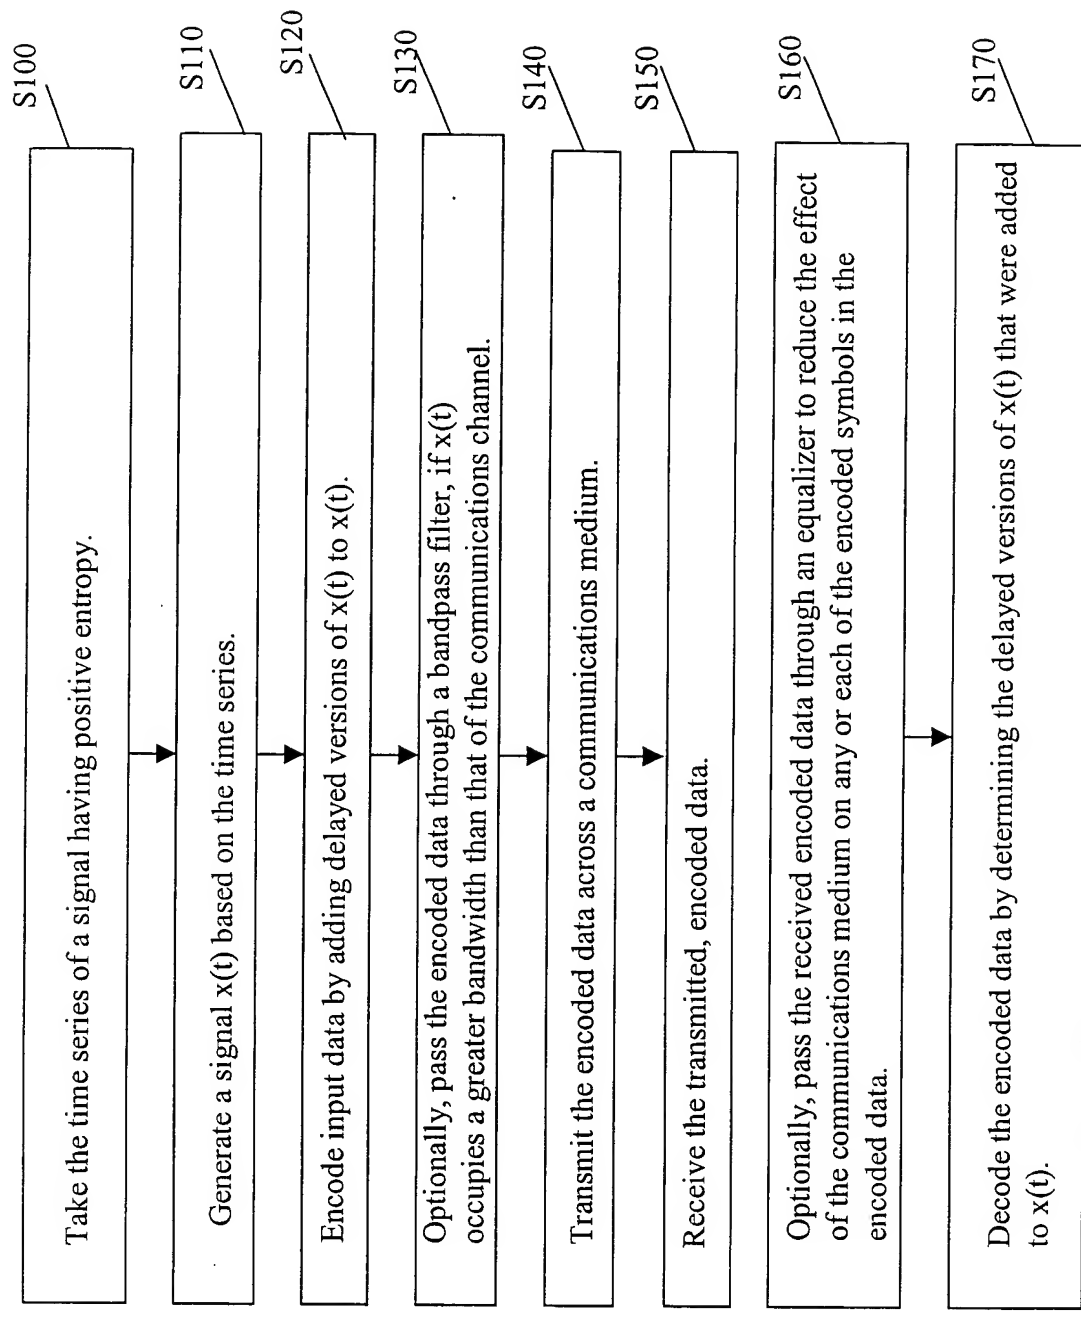 S100
Take the time series of a signal having positive entropy.
S110
Generate a signal x(t) based on the time series.
S120
Encode input data by adding delayed versions of x(t) to x(t).
S130
Optionally, pass the encoded data through a bandpass filter, if x(t)
occupies a greater bandwidth than that of the communications channel.
S140
Transmit the encoded data across a communications medium.
S150
Receive the transmitted, encoded data.
S160
Optionally, pass the received encoded data through an equalizer to reduce the effect
of the communications medium on any or each of the encoded symbols in the
encoded data.
S170
Decode the encoded data by determining the delayed versions of x(t) that were added
to x(t).